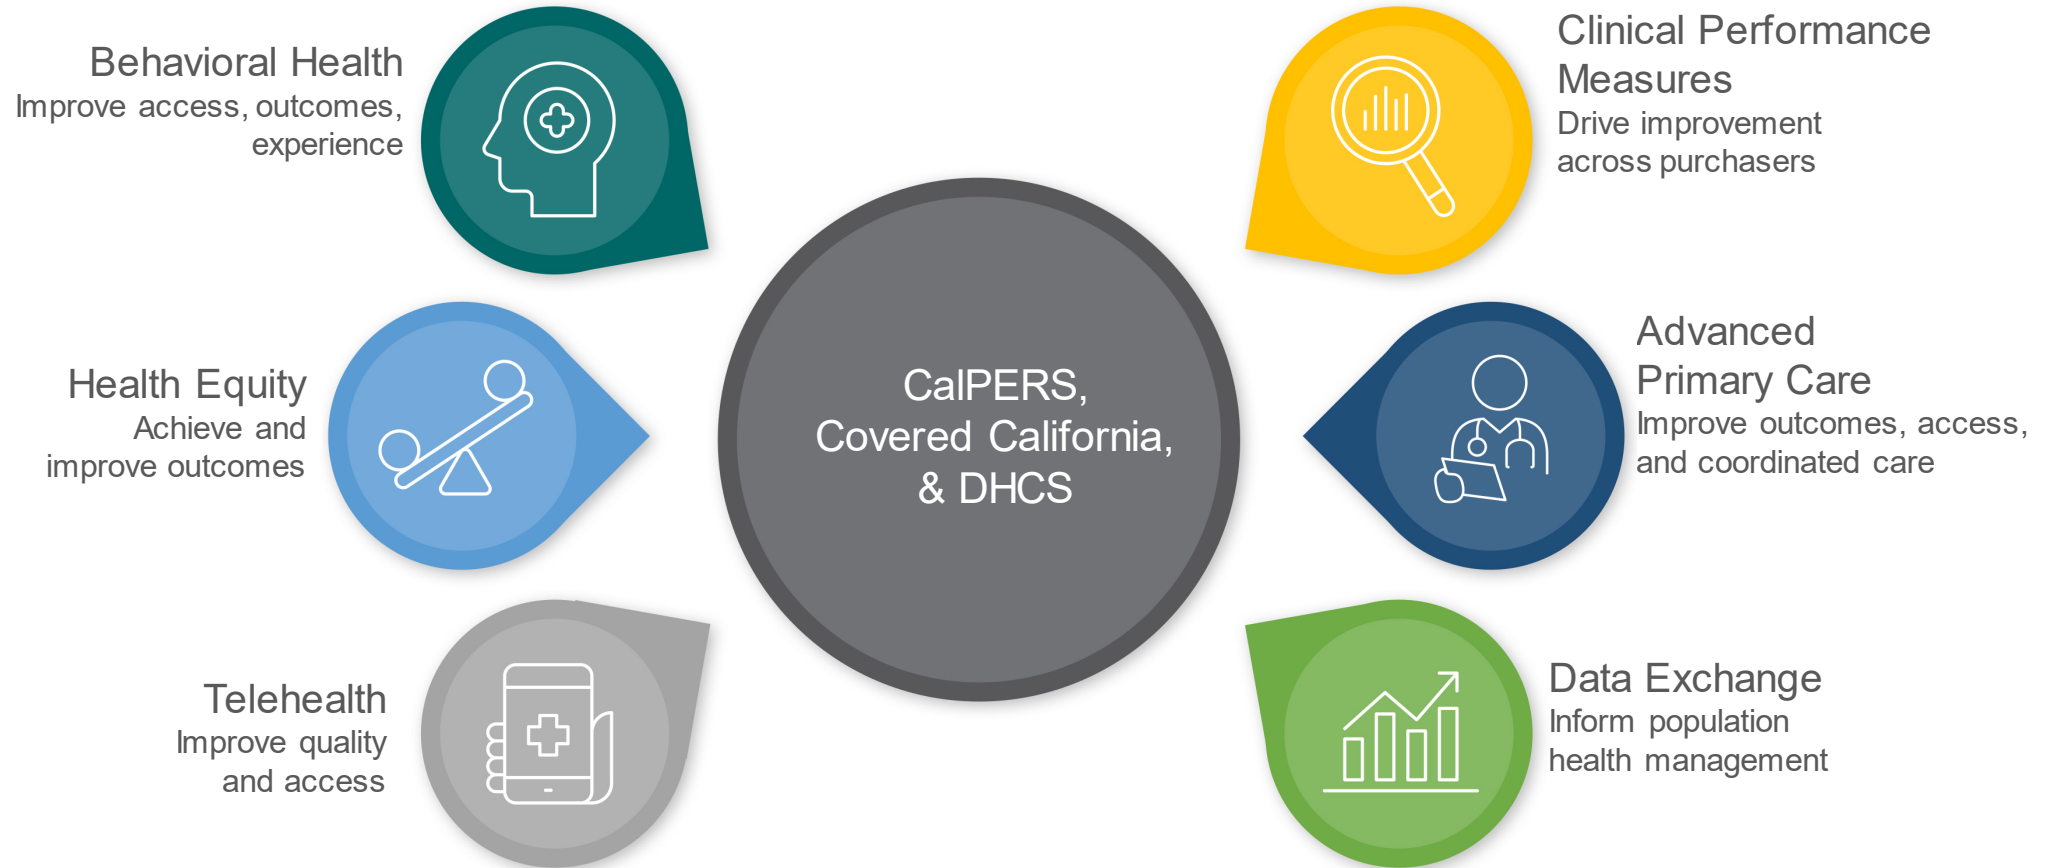 Behavioral Health
Improve access, outcomes,
experience
Health Equity
Achieve and
improve outcomes
Telehealth
Improve quality
and access
CalPERS,
Covered California,
& DHCS
Clinical Performance
Measures
Drive improvement
across purchasers
Advanced
Primary Care
Improve outcomes, access,
and coordinated care
Data Exchange
Inform population
health management